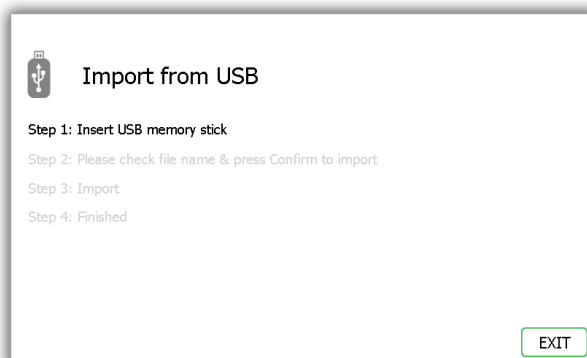 Import from USB
Step 1: Insert USB memory stick
Step 2: Please check file name & press Confirm to import
Step 3: Import
Step 4: Finished
EXIT